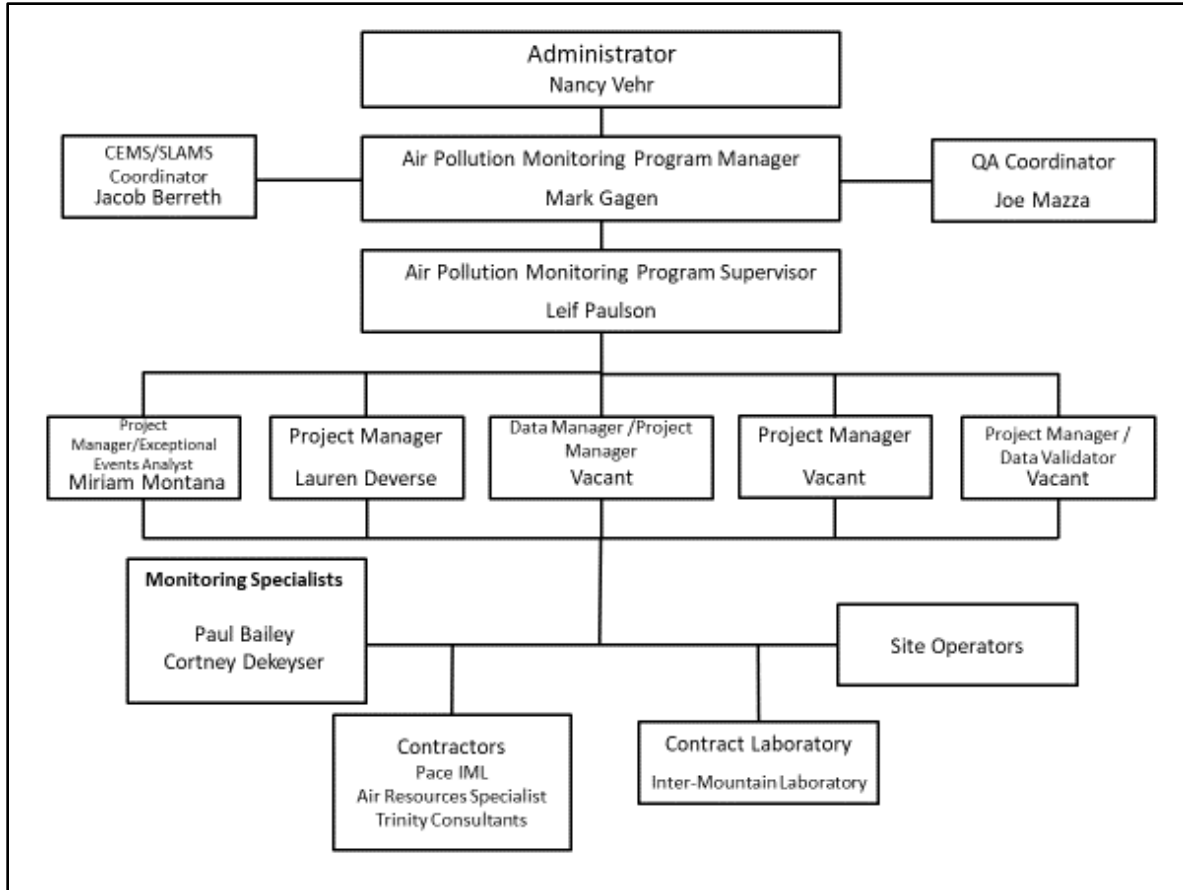 Administrator
Nancy Vehr
CEMS/SLAMS
Coordinator
Jacob Berreth
Air Pollution Monitoring Program Manager
Mark Gagen
QA Coordinator
Joe Mazza
Air Pollution Monitoring Program Supervisor
Leif Paulson
Project
Manager/Exceptional
Events Analyst
Miriam Montana
Project Manager
Lauren Deverse
Data Manager /Project
Manager
Vacant
Project Manager
Vacant
Project Manager /
Data Validator
Vacant
Monitoring Specialists
Paul Bailey
Cortney Dekeyser
Site Operators
Contractors
Pace IML
Air Resources Specialist
Trinity Consultants
Contract Laboratory
Inter-Mountain Laboratory